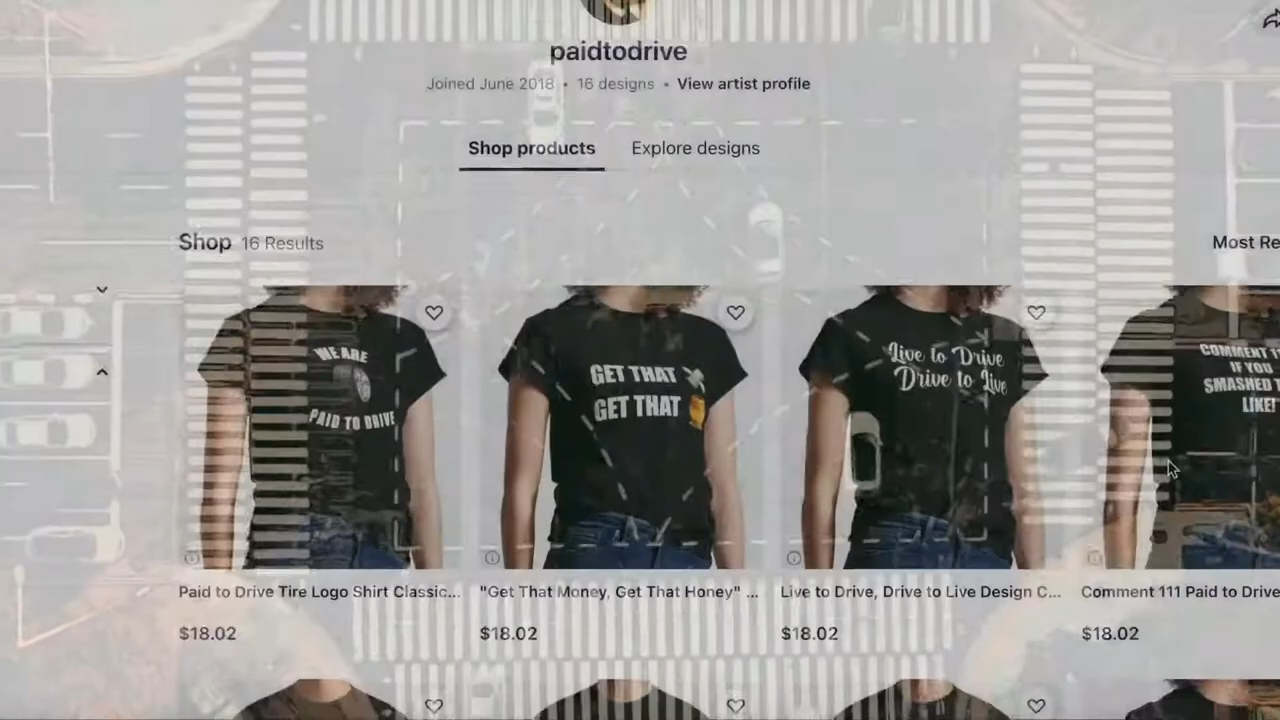 paidtodrive
Joined June 2018 • 16 designs • View artist profile
Shop products Explore designs
Shop 16 Results
Most Re
WE ARE
PAID TO DRIVE
GET THAT
GET THAT
Live to Drive
Drive to Live
COMMENT
IF YOU
SMASHED
LIKE!
Paid to Drive Tire Logo Shirt Classic...
"Get That Money, Get That Honey" ...
Live to Drive, Drive to Live Design C...
Comment 111 Paid to Drive
$18.02
$18.02
$18.02
$18.02